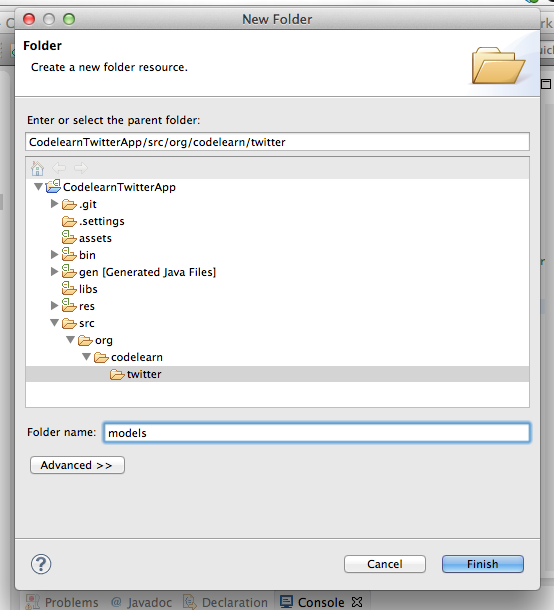 New Folder
Folder
Create a new folder resource.
Enter or select the parent folder:
CodelearnTwitterApp/src/org/codelearn/twitter
CodelearnTwitterApp
.git
.settings
assets
bin
gen [Generated Java Files]
libs
res
src
org
codelearn
twitter
Folder name: models
Advanced >>
? Cancel Finish
Problems @ Javadoc Declaration Console